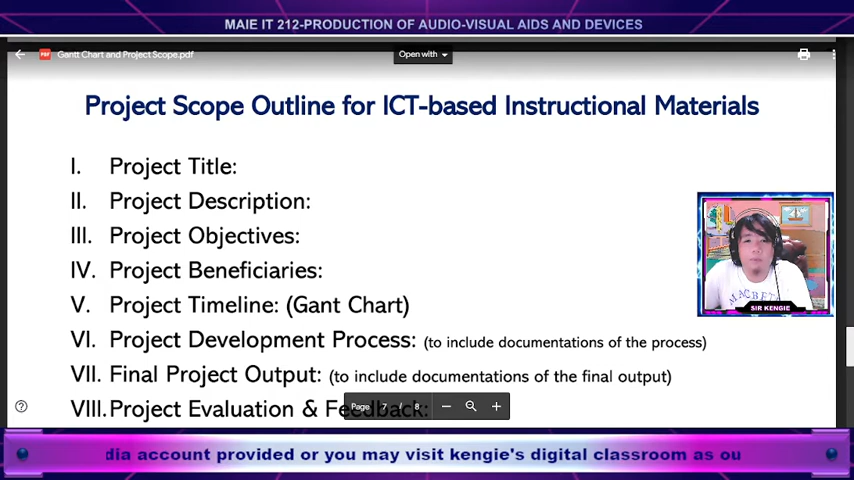 MAIE IT 212-PRODUCTION OF AUDIO-VISUAL AIDS AND DEVICES
Gantt Chart and Project Scope.pdf
Open with
Project Scope Outline for ICT-based Instructional Materials
I. Project Title:
II. Project Description:
III. Project Objectives:
IV. Project Beneficiaries:
V. Project Timeline: (Gant Chart)
VI. Project Development Process: (to include documentations of the process)
VII. Final Project Output: (to include documentations of the final output)
VIII. Project Evaluation & Feedback:
Page 7 / 8
MACBETH
SIR KENGIE
dia account provided or you may visit kengie's digital classroom as ou